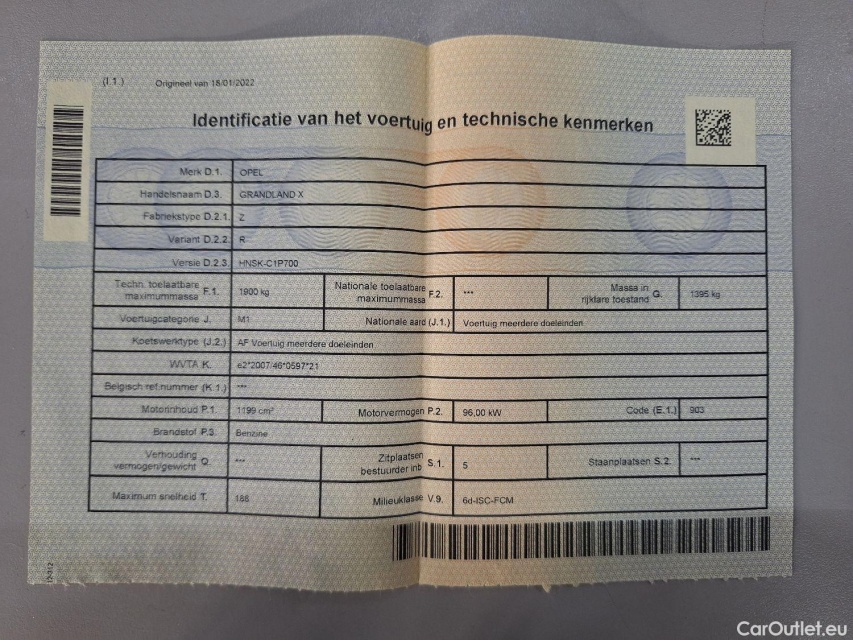 (I.1.) Origineel van 18/01/2022
Identificatie van het voertuig en technische kenmerken
Merk D.1. OPEL
Handelsnaam D.3. GRANDLAND X
Fabriekstype D.2.1. Z
Variant D.2.2. R
Versie D.2.3. HNSK-C1P700
Techn. toelaatbare maximummassa F.1. 1900 kg Nationale toelaatbare maximummassa F.2. *** Massa in rijklare toestand G. 1395 kg
Voertuigcategorie J. M1 Nationale aard (J.1.) Voertuig meerdere doeleinden
Koetswerktype (J.2.) AF Voertuig meerdere doeleinden
WVTA K. e2*2007/46*0597*21
Belgisch ref.nummer (K.1.) ***
Motorinhoud P.1. 1199 cm³ Motorvermogen P.2. 96,00 kW Code (E.1.) 903
Brandstof P.3. Benzine
Verhouding vermogen/gewicht Q. *** Zitplaatsen bestuurder inb S.1. 5 Staanplaatsen S.2. ***
Maximum snelheid T. 188 Milieuklasse V.9. 6d-ISC-FCM
12-312
CarOutlet.eu